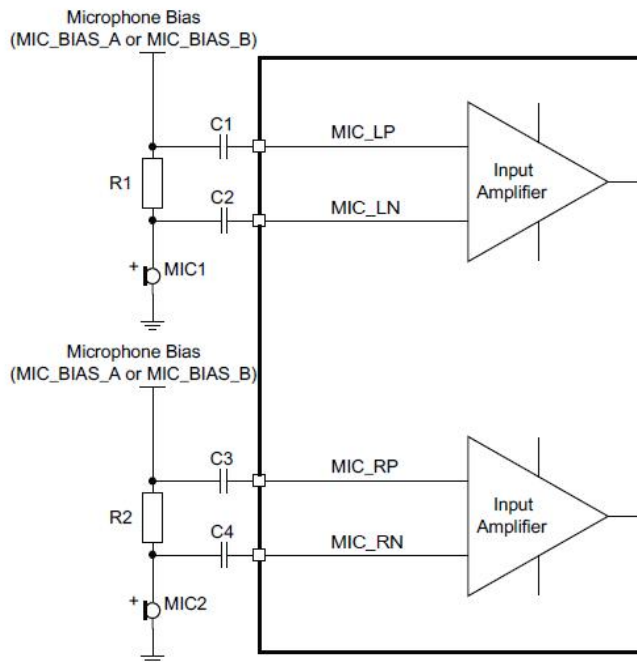 Microphone Bias
(MIC_BIAS_A or MIC_BIAS_B)
C1
MIC_LP
R1
C2
MIC_LN
Input
Amplifier
+
MIC1
Microphone Bias
(MIC_BIAS_A or MIC_BIAS_B)
C3
MIC_RP
R2
C4
MIC_RN
Input
Amplifier
+
MIC2